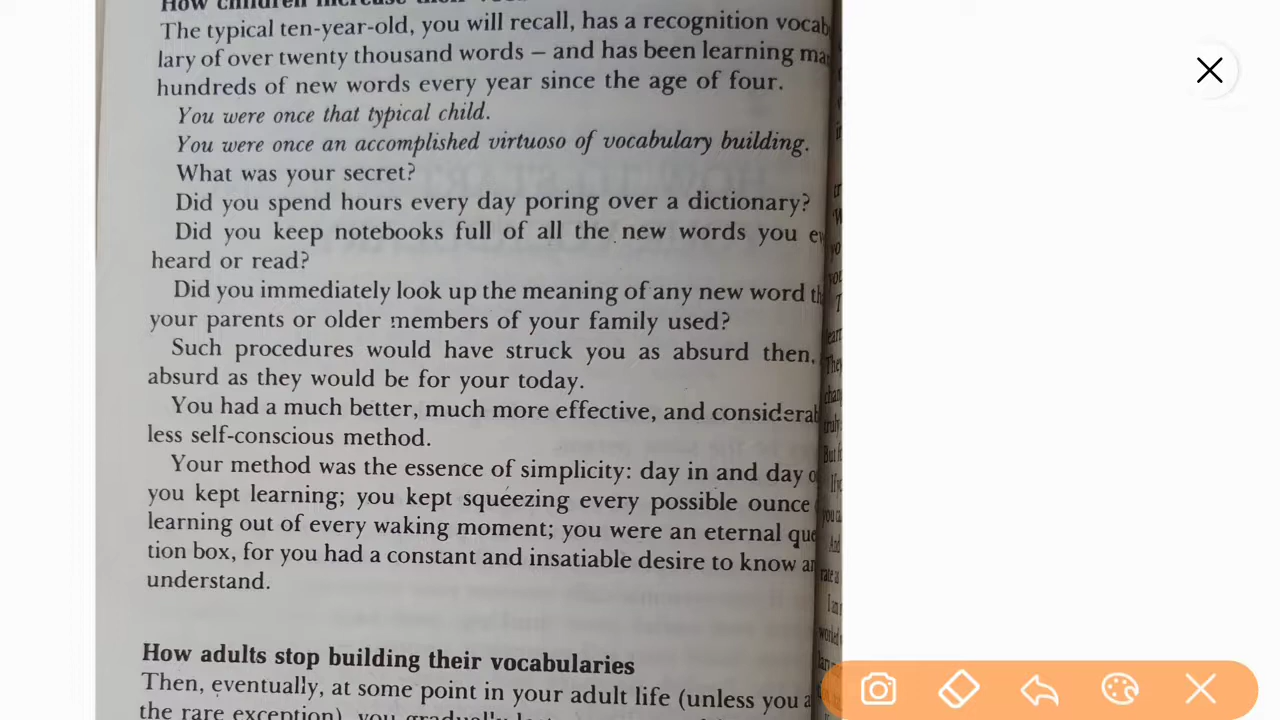 How children increase their
The typical ten-year-old, you will recall, has a recognition vocab
lary of over twenty thousand words – and has been learning ma
hundreds of new words every year since the age of four.
You were once that typical child.
You were once an accomplished virtuoso of vocabulary building.
What was your secret?
Did you spend hours every day poring over a dictionary?
Did you keep notebooks full of all the new words you ev
heard or read?
Did you immediately look up the meaning of any new word th
your parents or older members of your family used?
Such procedures would have struck you as absurd then,
absurd as they would be for your today.
You had a much better, much more effective, and considerab
less self-conscious method.
Your method was the essence of simplicity: day in and day o
you kept learning; you kept squeezing every possible ounce
learning out of every waking moment; you were an eternal que
tion box, for you had a constant and insatiable desire to know an
understand.
How adults stop building their vocabularies
Then, eventually, at some point in your adult life (unless you a
the rare exception), you gradually